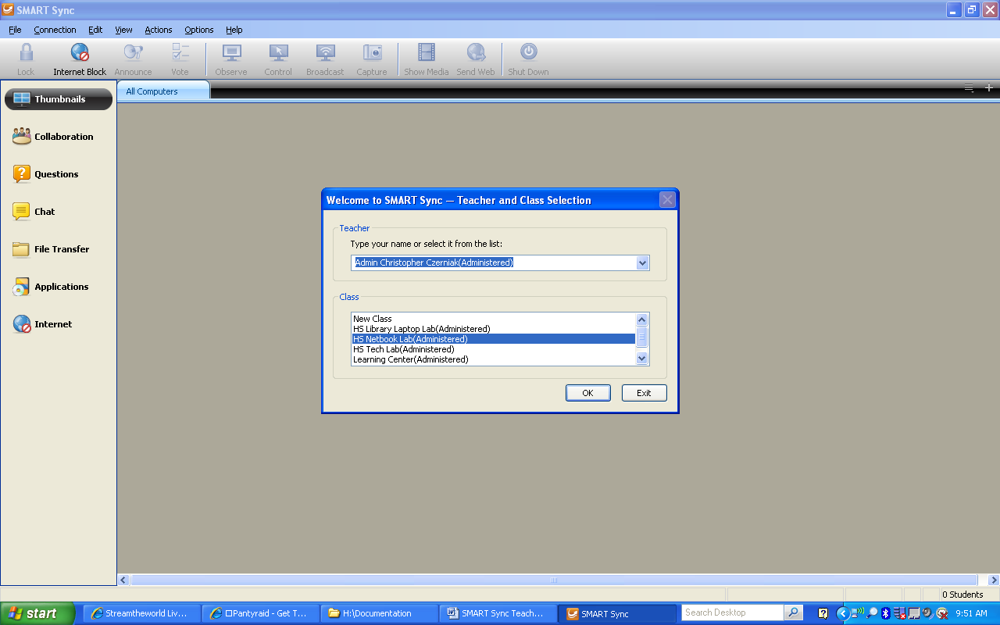 SMART Sync
File Connection Edit View Actions Options Help
Lock Internet Block Announce Vote Observe Control Broadcast Capture Show Media Send Web Shut Down
All Computers
Thumbnails
Collaboration
Questions
Chat
File Transfer
Applications
Internet
Welcome to SMART Sync — Teacher and Class Selection
Teacher
Type your name or select it from the list:
Admin Christopher Czerniak(Administered)
Class
New Class
HS Library Laptop Lab(Administered)
HS Netbook Lab(Administered)
HS Tech Lab(Administered)
Learning Center(Administered)
OK Exit
0 Students
start Streamtheworld Liv... Pantyraid - Get T... H:\Documentation SMART Sync Teach... SMART Sync Search Desktop 9:51 AM